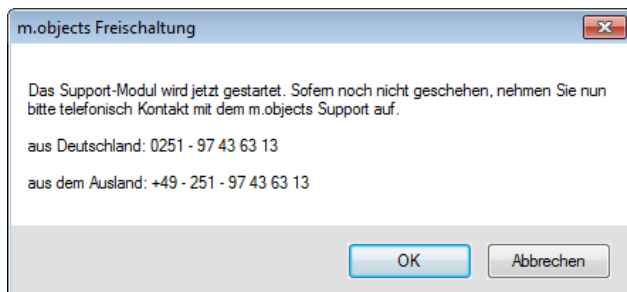 m.objects Freischaltung
Das Support-Modul wird jetzt gestartet. Sofern noch nicht geschehen, nehmen Sie nun
bitte telefonisch Kontakt mit dem m.objects Support auf.
aus Deutschland: 0251 - 97 43 63 13
aus dem Ausland: +49 - 251 - 97 43 63 13
OK
Abbrechen